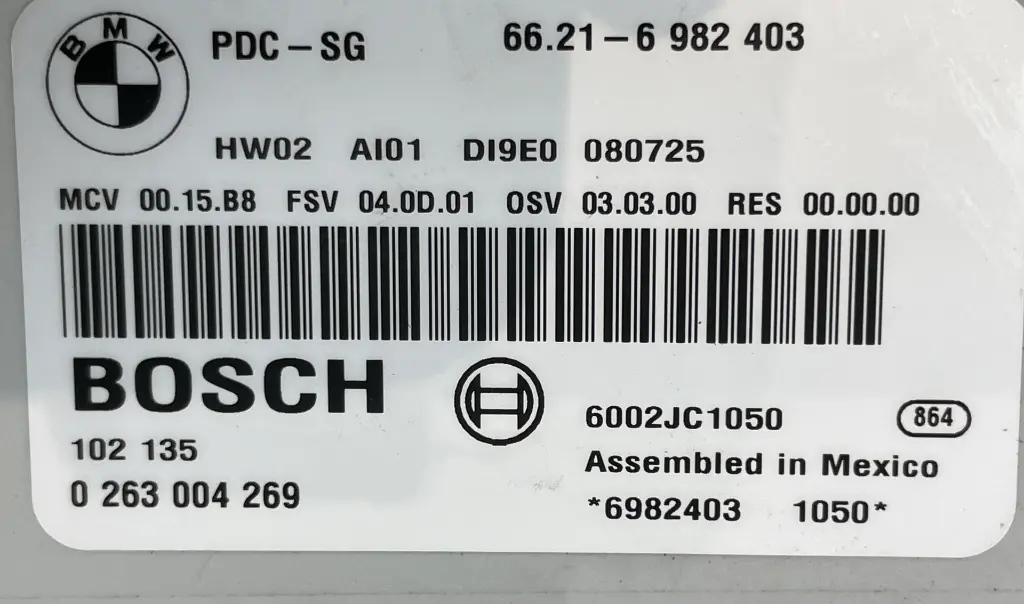 BMW
PDC-SG 66.21-6 982 403
HW02 AI01 DI9E0 080725
MCV 00.15.B8 FSV 04.0D.01 OSV 03.03.00 RES 00.00.00
BOSCH
6002JC1050 864
102 135
Assembled in Mexico
0 263 004 269
*6982403 1050*